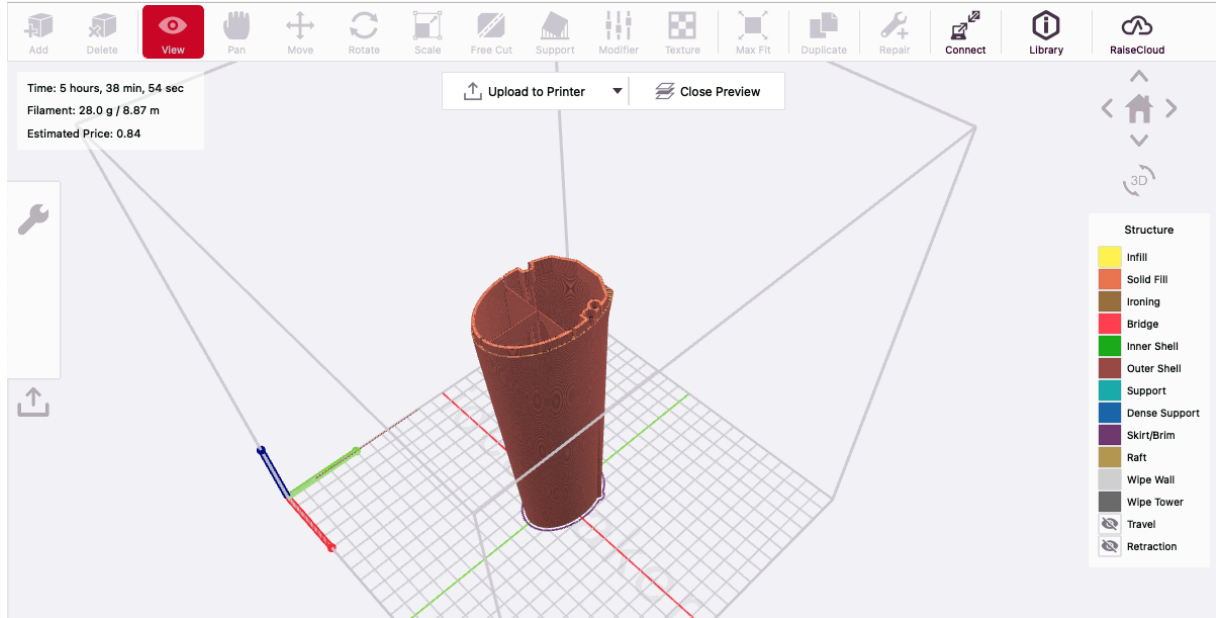 Add
Delete
View
Pan
Move
Rotate
Scale
Free Cut
Support
Modifier
Texture
Max Fit
Duplicate
Repair
Connect
Library
RaiseCloud
Time: 5 hours, 38 min, 54 sec
Filament: 28.0 g / 8.87 m
Estimated Price: 0.84
Upload to Printer
Close Preview
3D
Structure
Infill
Solid Fill
Ironing
Bridge
Inner Shell
Outer Shell
Support
Dense Support
Skirt/Brim
Raft
Wipe Wall
Wipe Tower
Travel
Retraction